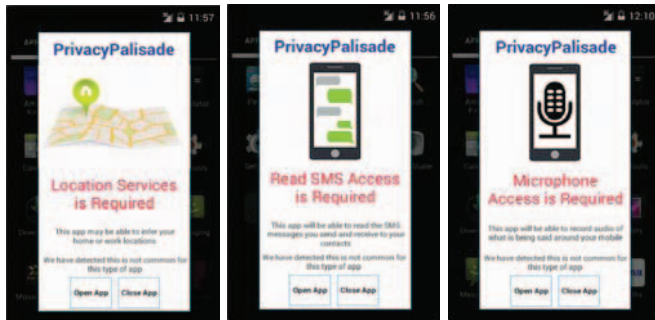 11:57
PrivacyPalisade
Location Services
is Required
This app may be able to infer your
home or work locations
We have detected this is not common for
this type of app
Open App Close App
11:56
PrivacyPalisade
Read SMS Access
is Required
This app will be able to read the SMS
messages you send and receive to your
contacts
We have detected this is not common for
this type of app
Open App Close App
12:10
PrivacyPalisade
Microphone
Access is Required
This app will be able to record audio of
what is being said around your mobile
We have detected this is not common for
this type of app
Open App Close App